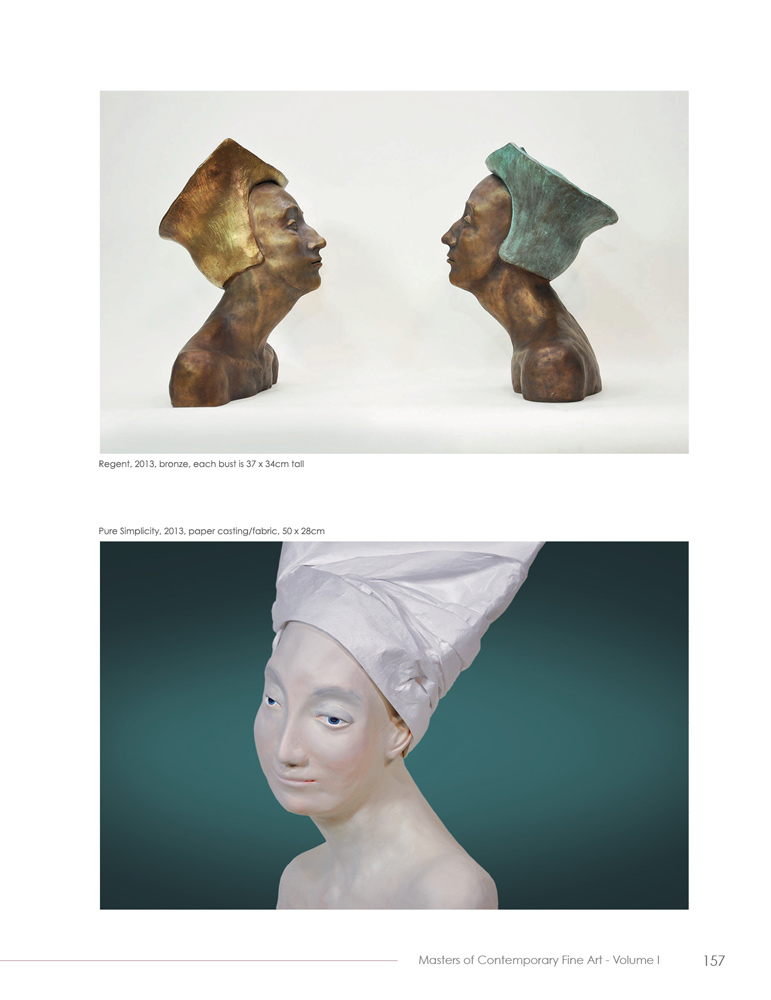 Regent, 2013, bronze, each bust is 37 x 34cm tall
Pure Simplicity, 2013, paper casting/fabric, 50 x 28cm
Masters of Contemporary Fine Art - Volume I 157